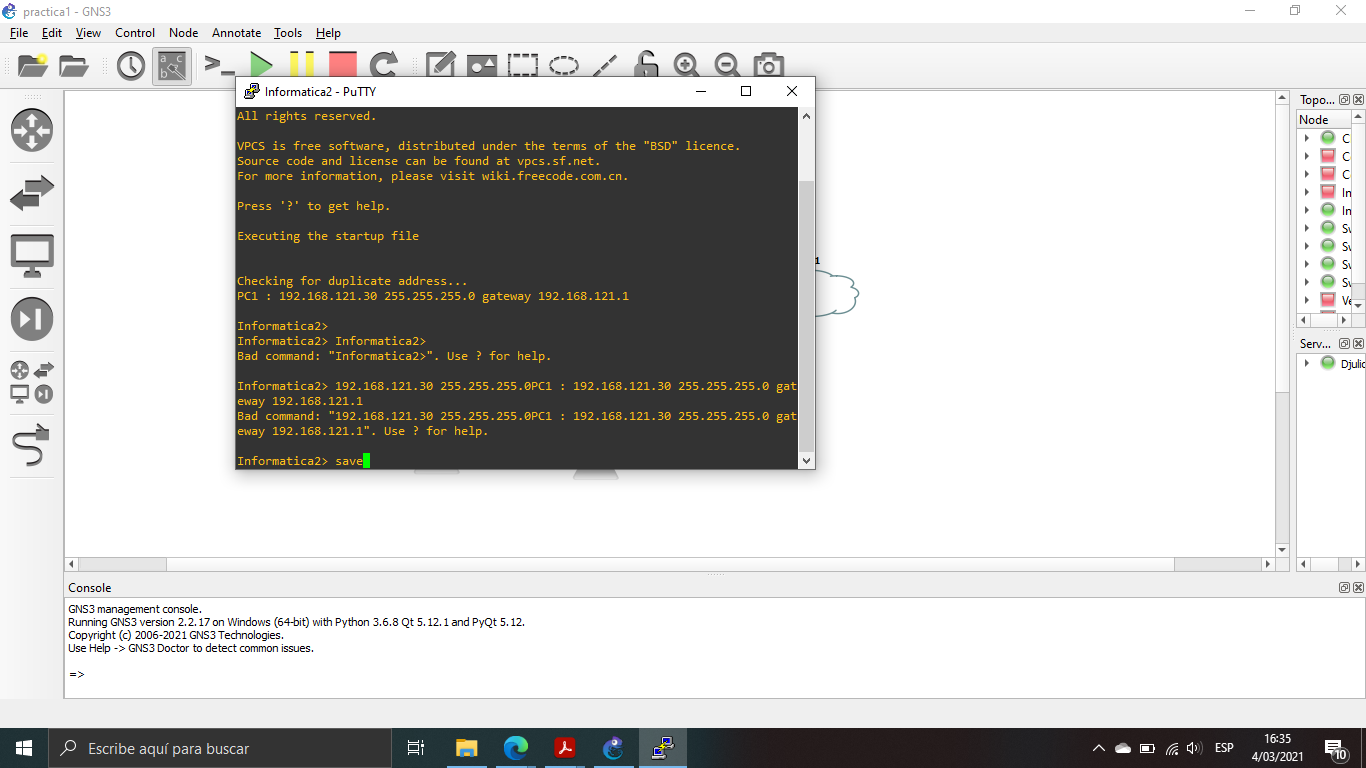 practica1 - GNS3
File Edit View Control Node Annotate Tools Help
Informatica2 - PuTTY
All rights reserved.
VPCS is free software, distributed under the terms of the "BSD" licence.
Source code and license can be found at vpcs.sf.net.
For more information, please visit wiki.freecode.com.cn.
Press '?' to get help.
Executing the startup file
Checking for duplicate address...
PC1 : 192.168.121.30 255.255.255.0 gateway 192.168.121.1
Informatica2>
Informatica2> Informatica2>
Bad command: "Informatica2>". Use ? for help.
Informatica2> 192.168.121.30 255.255.255.0PC1 : 192.168.121.30 255.255.255.0 gat
eway 192.168.121.1
Bad command: "192.168.121.30 255.255.255.0PC1 : 192.168.121.30 255.255.255.0 gat
eway 192.168.121.1". Use ? for help.
Informatica2> save
1
Topo...
Node
C
C
C
In
In
Sv
Sv
Sv
Sv
Ve
Serv...
Djulic
Console
GNS3 management console.
Running GNS3 version 2.2.17 on Windows (64-bit) with Python 3.6.8 Qt 5.12.1 and PyQt 5.12.
Copyright (c) 2006-2021 GNS3 Technologies.
Use Help -> GNS3 Doctor to detect common issues.
=>
Escribe aquí para buscar
ESP
16:35
4/03/2021
10